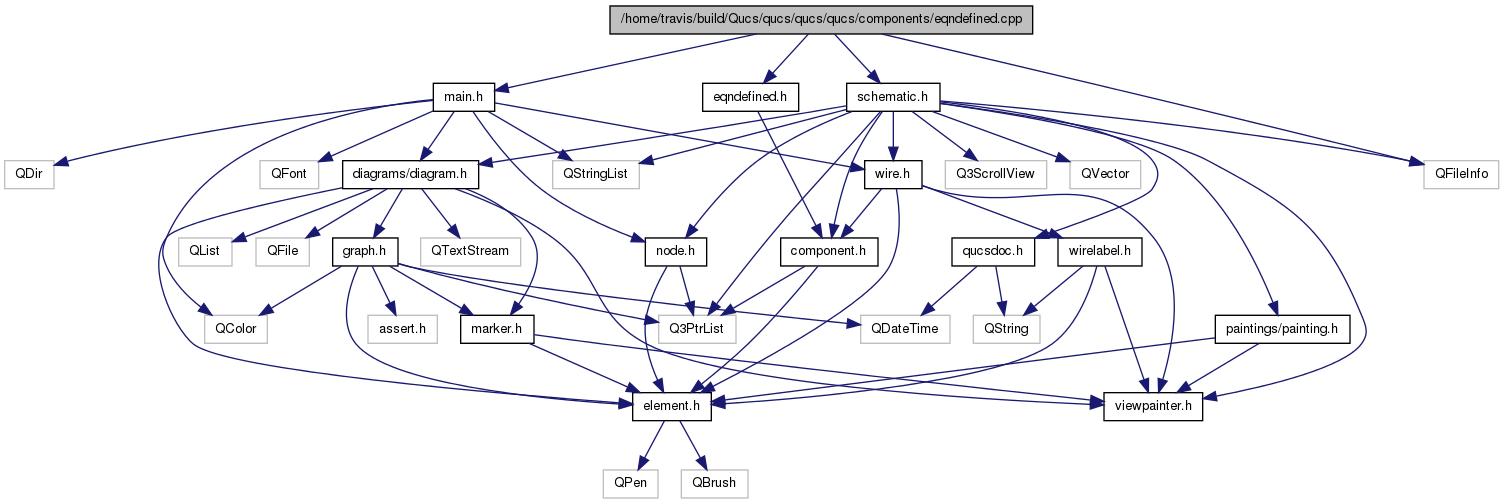 /home/travis/build/Qucs/qucs/qucs/qucs/components/eqndefined.cpp
main.h
eqndefined.h
schematic.h
QDir
QFont
diagrams/diagram.h
QStringList
wire.h
Q3ScrollView
QVector
QFileInfo
QList
QFile
graph.h
QTextStream
node.h
component.h
qucsdoc.h
wirelabel.h
QColor
assert.h
marker.h
Q3PtrList
QDateTime
QString
paintings/painting.h
element.h
viewpainter.h
QPen
QBrush